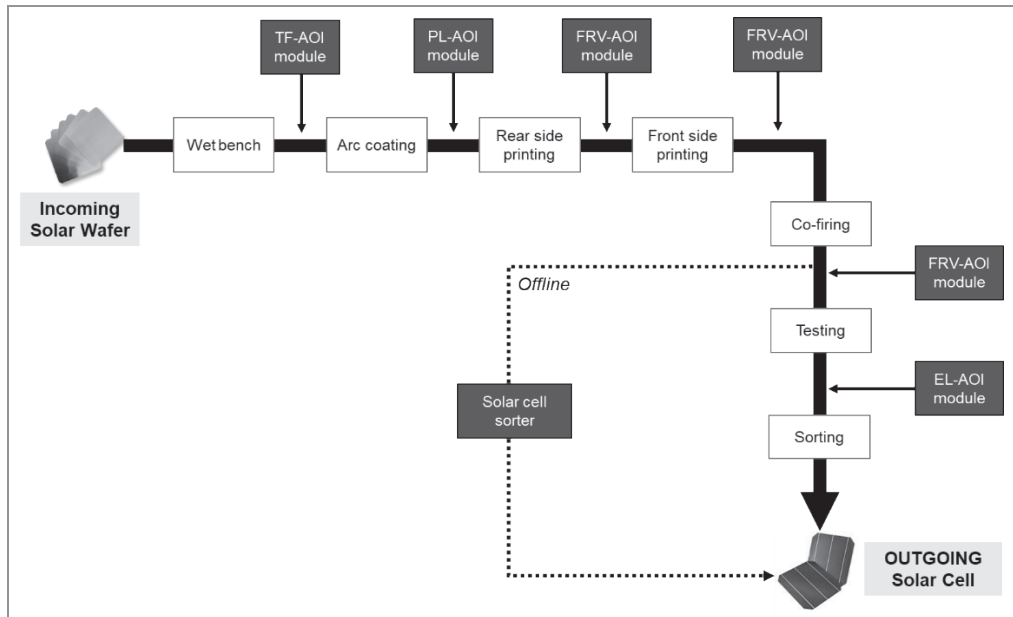 TF-AOI
module
PL-AOI
module
FRV-AOI
module
FRV-AOI
module
Wet bench
Arc coating
Rear side
printing
Front side
printing
Incoming
Solar Wafer
Co-firing
FRV-AOI
module
Offline
Testing
EL-AOI
module
Solar cell
sorter
Sorting
OUTGOING
Solar Cell